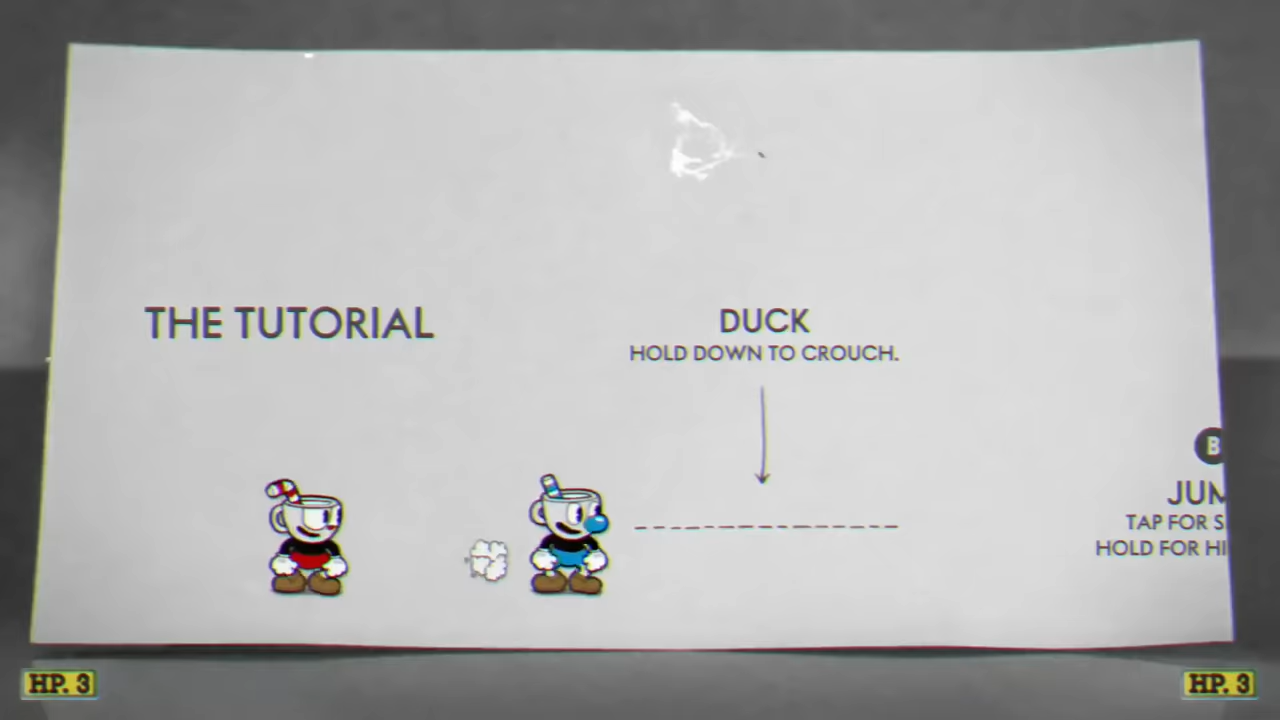 THE TUTORIAL
DUCK
HOLD DOWN TO CROUCH.
B
JUM
TAP FOR S
HOLD FOR HI
HP. 3
HP. 3